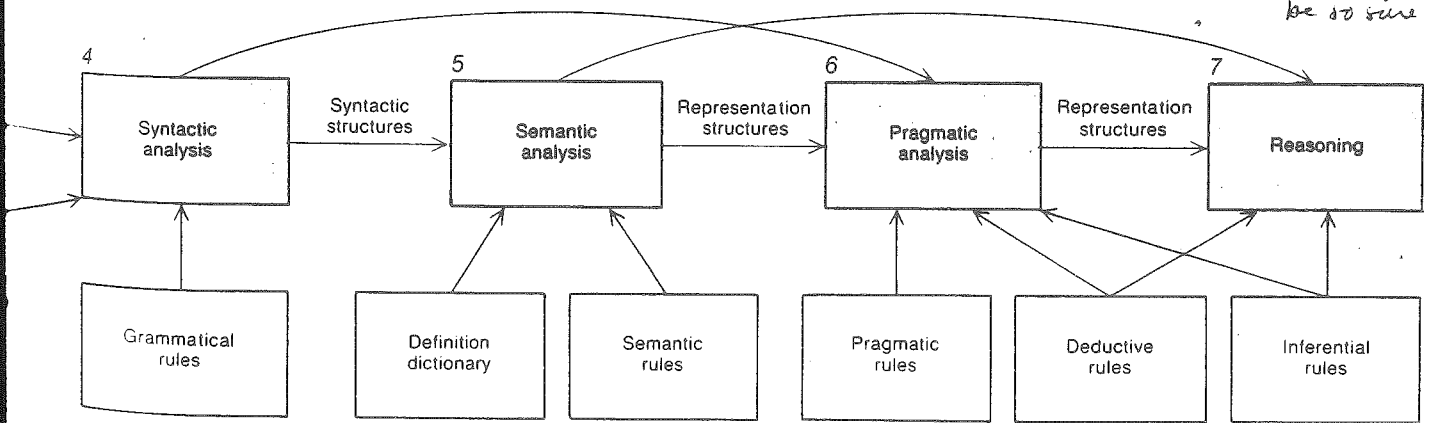 be so sure
4
5
6
7
Syntactic
analysis
Syntactic
structures
Semantic
analysis
Representation
structures
Pragmatic
analysis
Representation
structures
Reasoning
Grammatical
rules
Definition
dictionary
Semantic
rules
Pragmatic
rules
Deductive
rules
Inferential
rules